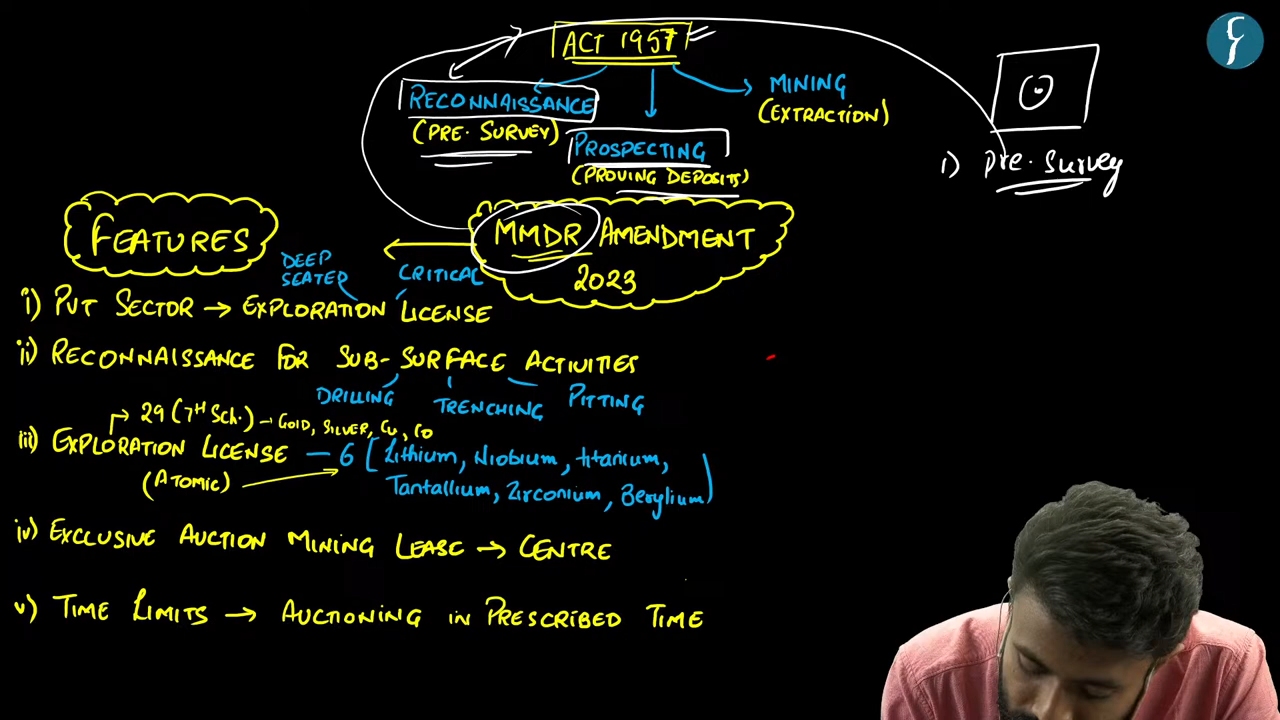 ACT 1957
RECONNAISSANCE
(PRE. SURVEY)
PROSPECTING
(PROVING DEPOSITS)
MINING
(EXTRACTION)
i) Pre. Survey
MMDR AMENDMENT
2023
FEATURES
DEEP
SEATER
CRITICAL
i) PVT SECTOR → EXPLORATION LICENSE
ii) RECONNAISSANCE FOR SUB-SURFACE ACTIVITIES
DRILLING TRENCHING PITTING
29 (7TH Sch.) - GOLD, SILVER, Cu, CO
iii) EXPLORATION LICENSE — 6 [Lithium, Niobium, titanium,
(ATOMIC) Tantallium, Zirconium, Berylium)
iv) EXCLUSIVE AUCTION MINING LEASE → CENTRE
v) TIME LIMITS → AUCTIONING IN PRESCRIBED TIME